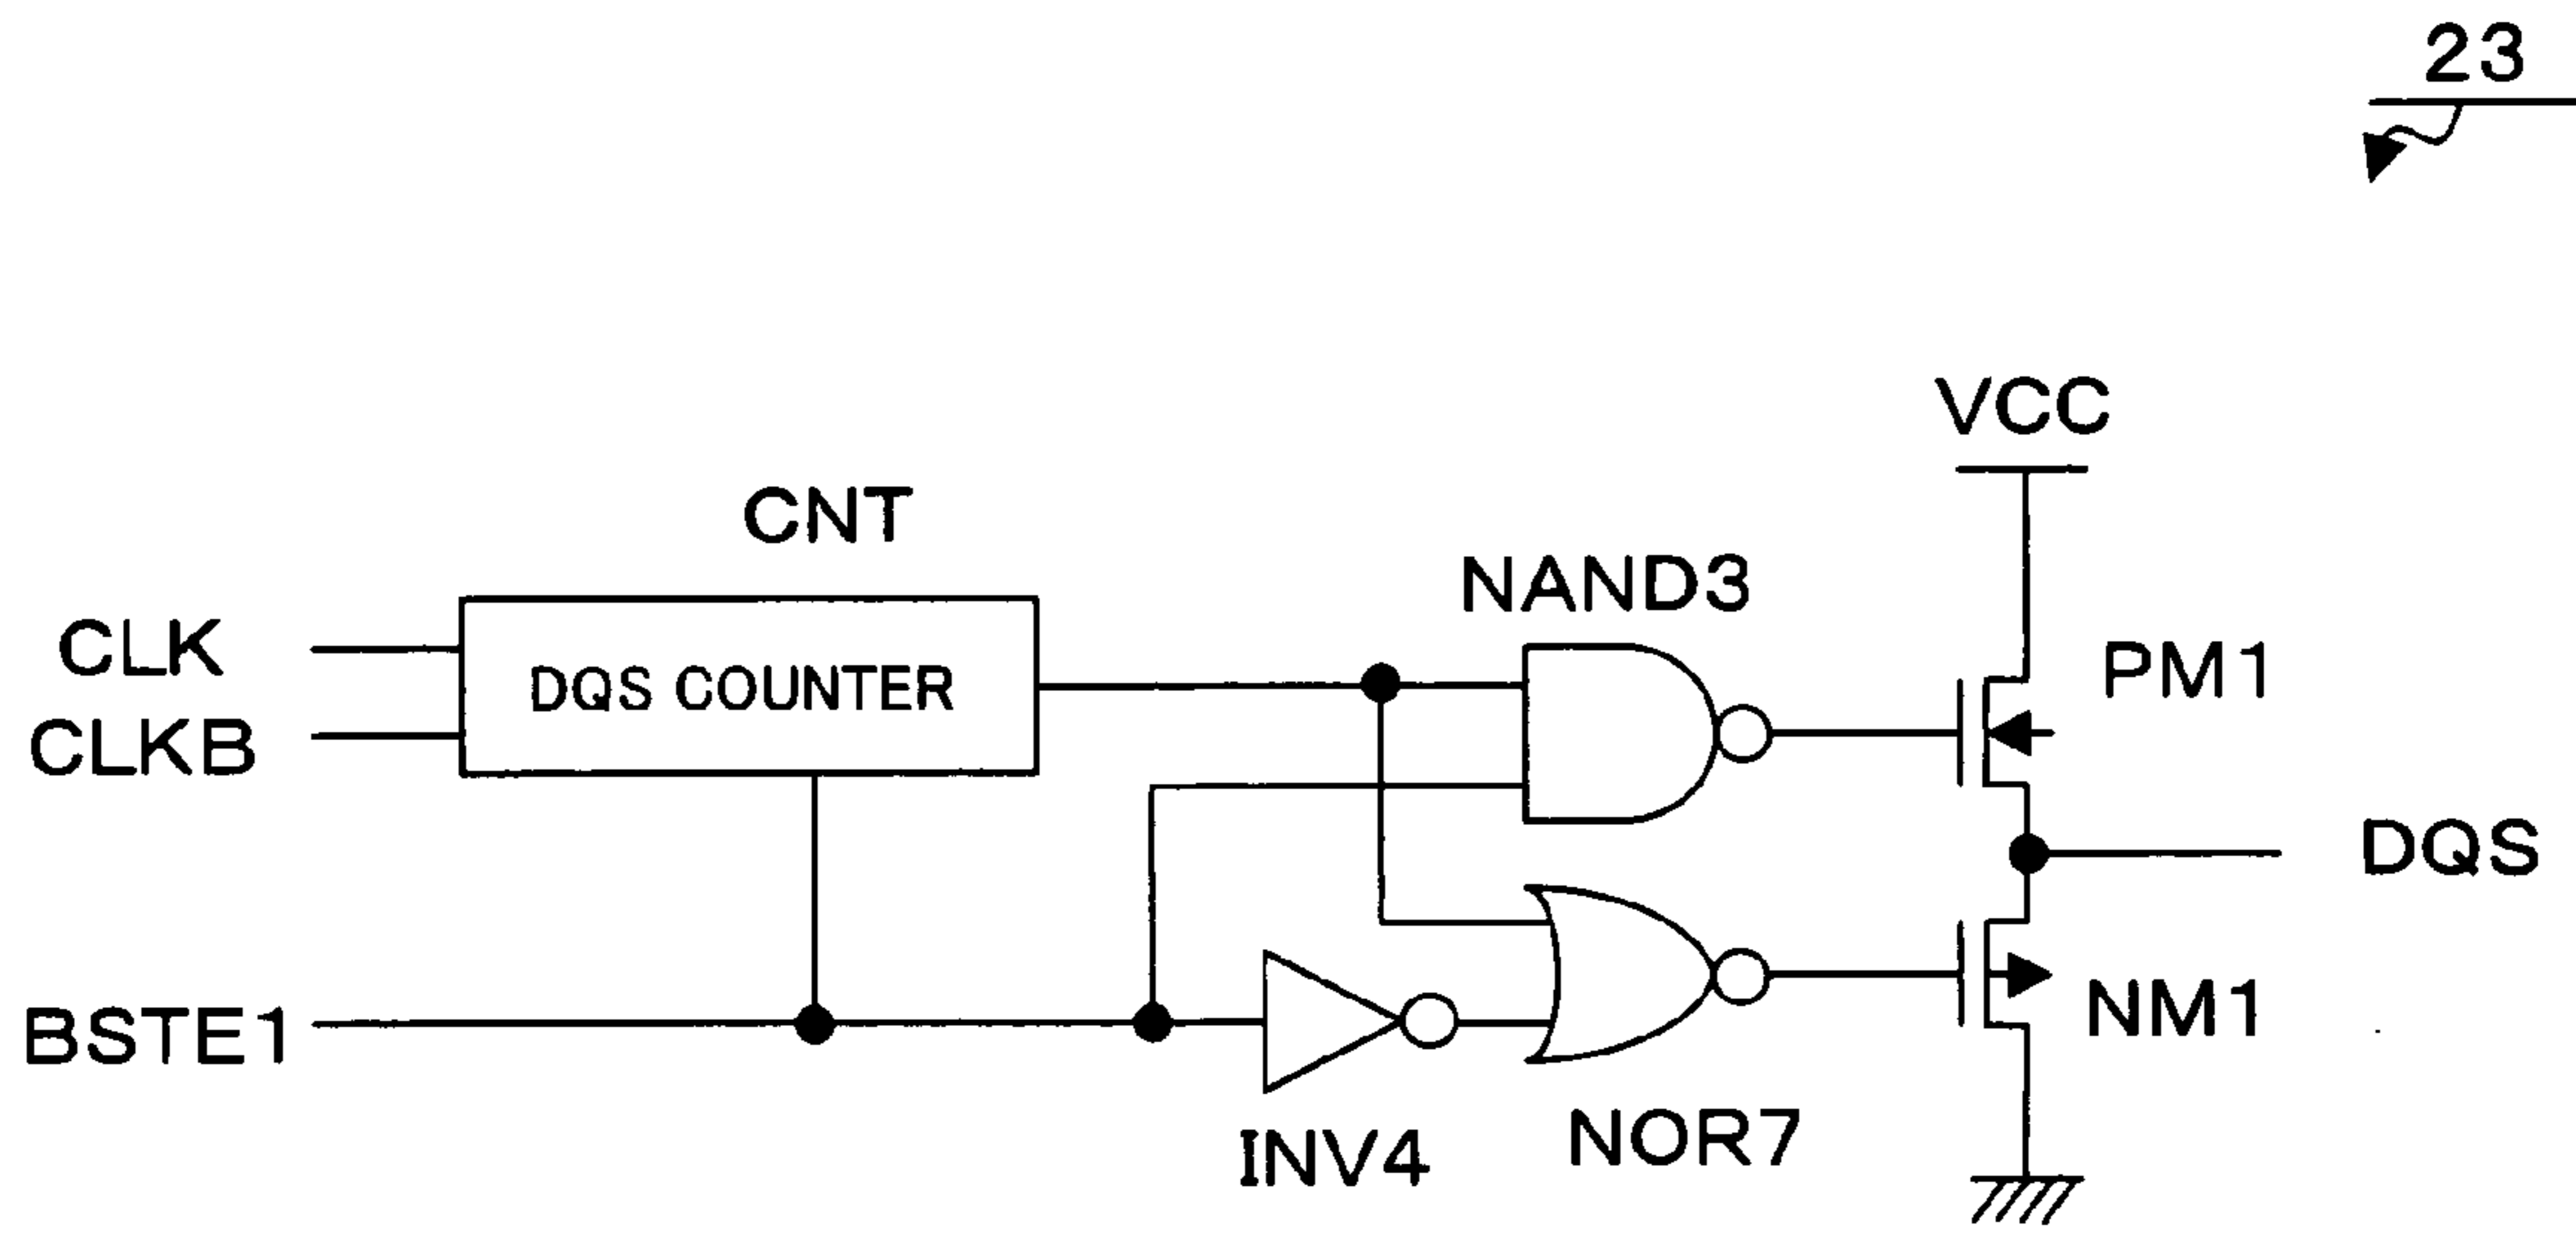 23
VCC
CNT
NAND3
CLK
DQS COUNTER
PM1
CLKB
DQS
BSTE1
NM1
INV4
NOR7